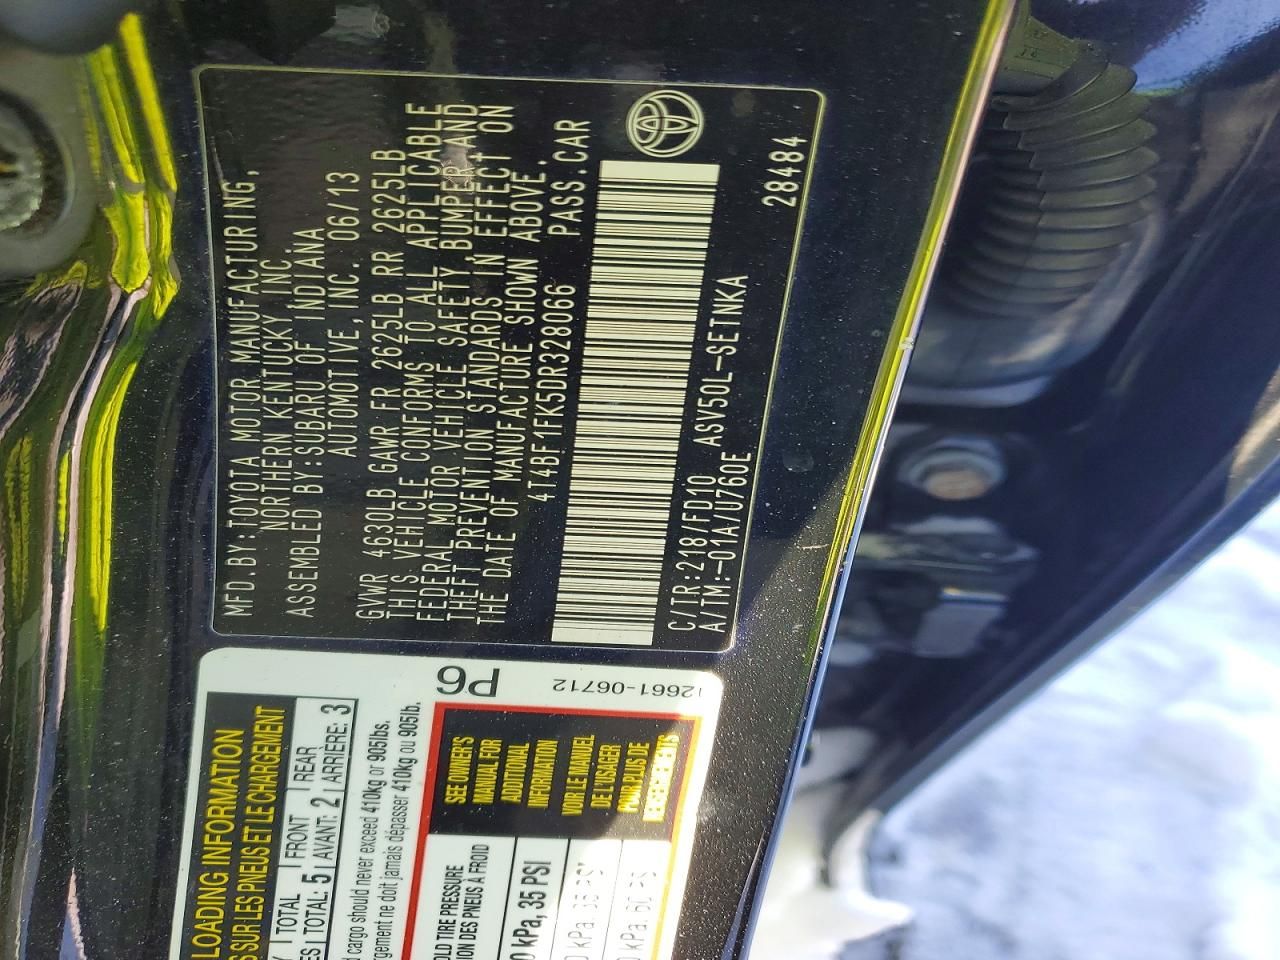 MFD. BY: TOYOTA MOTOR MANUFACTURING,
NORTHERN KENTUCKY INC.
ASSEMBLED BY: SUBARU OF INDIANA
AUTOMOTIVE, INC. 06/13
GVWR 4630LB GAWR FR 2625LB RR 2625LB
THIS VEHICLE CONFORMS TO ALL APPLICABLE
FEDERAL MOTOR VEHICLE SAFETY, BUMPER AND
THEFT PREVENTION STANDARDS IN EFFECT ON
THE DATE OF MANUFACTURE SHOWN ABOVE.
4T4BF1FK5DR328066 PASS. CAR
C/TR: 218/FD10 ASV50L-SETNKA
A/TM: -01A/U760E
28484
LOADING INFORMATION
SUR LES PNEUS ET LE CHARGEMENT
TOTAL FRONT REAR
TOTAL: 5 AVANT: 2 ARRIÈRE: 3
cargo should never exceed 410kg or 905lbs.
ne doit jamais dépasser 410kg ou 905lb.
P6
12661-06712
TIRE PRESSURE
DES PNEUS À FROID
kPa, 35 PSI
kPa,
kPa, 60
SEE OWNER'S
MANUAL FOR
ADDITIONAL
INFORMATION
VOIR LE MANUEL
DE L'USAGER
POUR PLUS DE
RENSEIGNEMENTS